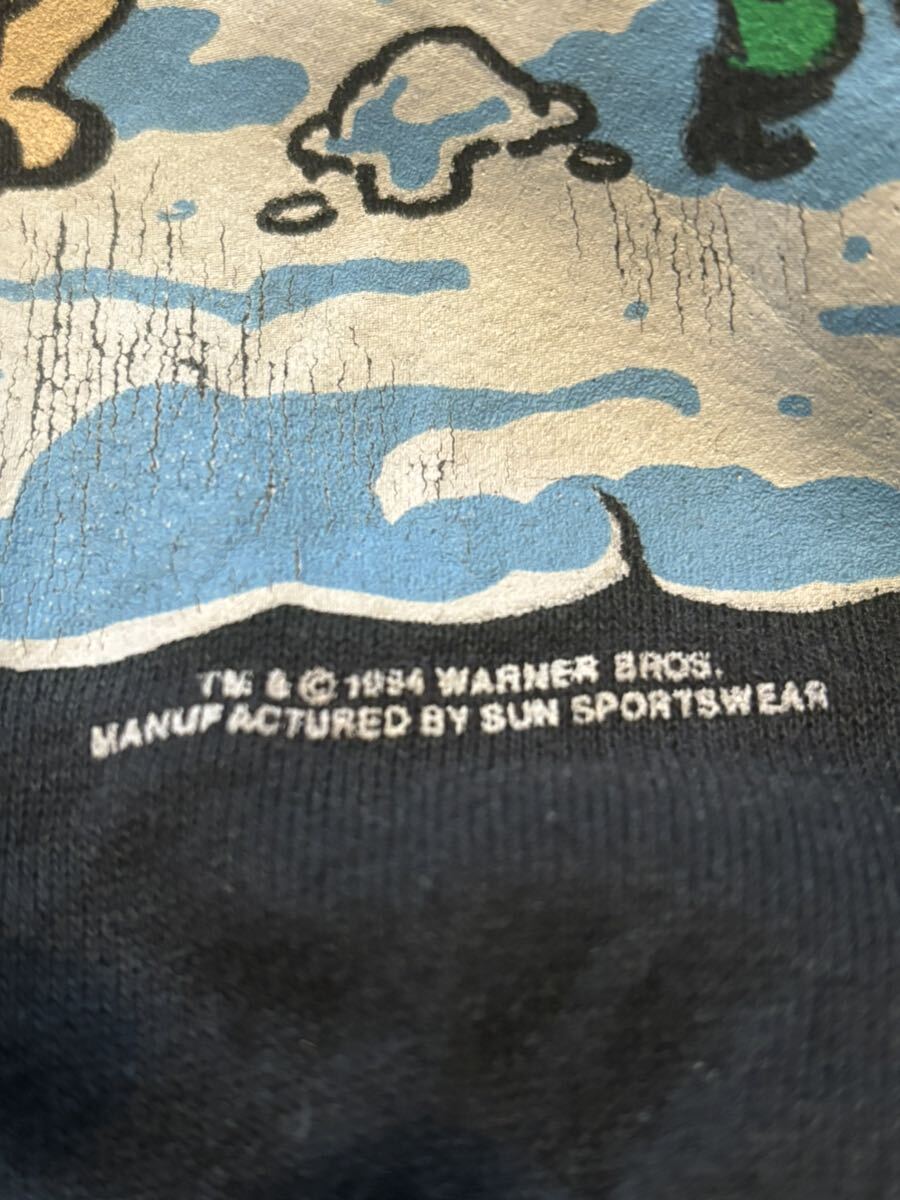 TM & © 1994 WARNER BROS.
MANUFACTURED BY SUN SPORTSWEAR